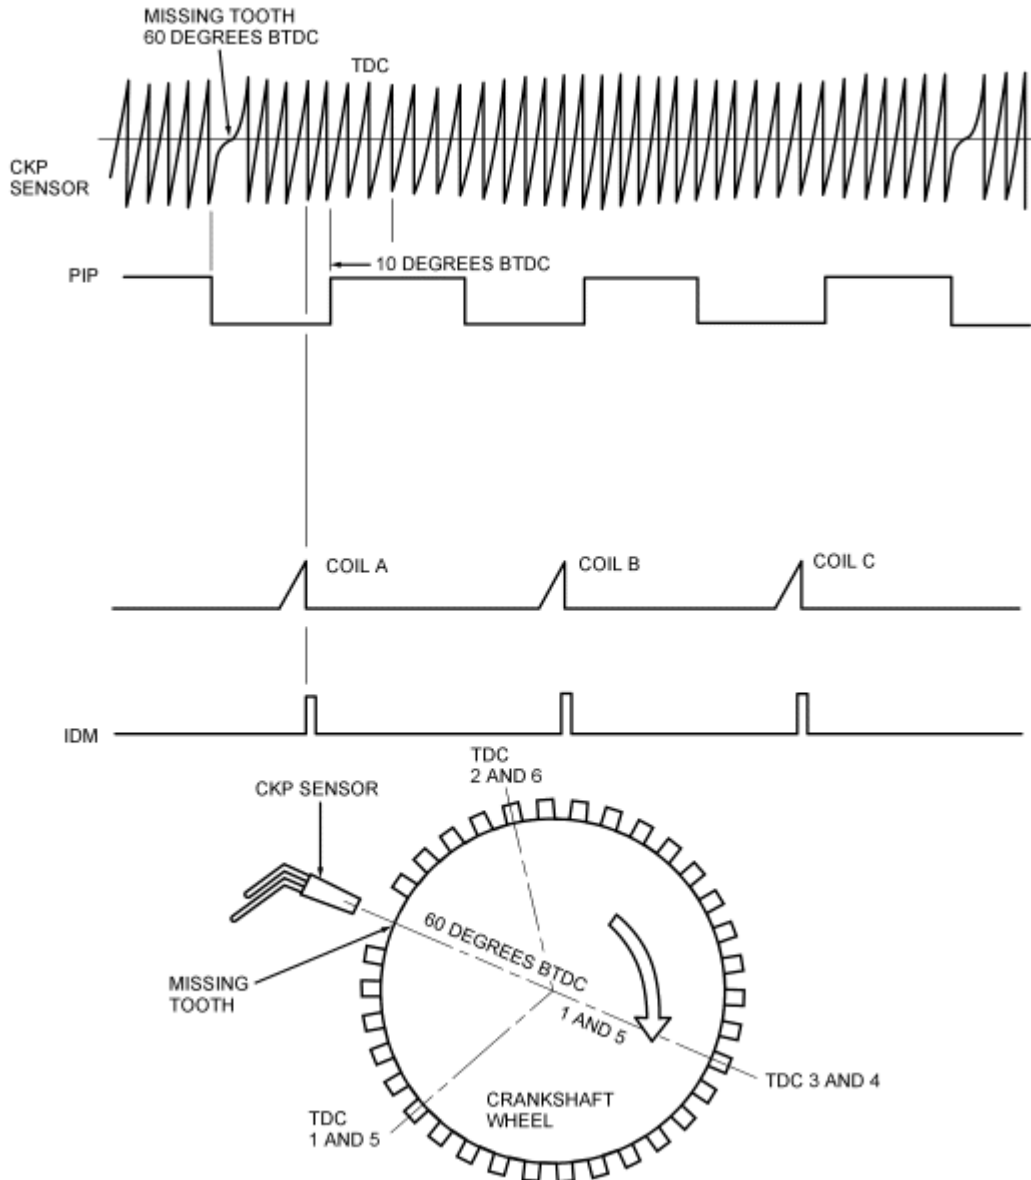 MISSING TOOTH
60 DEGREES BTDC
TDC
CKP
SENSOR
10 DEGREES BTDC
PIP
COIL A
COIL B
COIL C
IDM
TDC
2 AND 6
CKP SENSOR
60 DEGREES BTDC
1 AND 5
MISSING
TOOTH
TDC 3 AND 4
CRANKSHAFT
WHEEL
TDC
1 AND 5